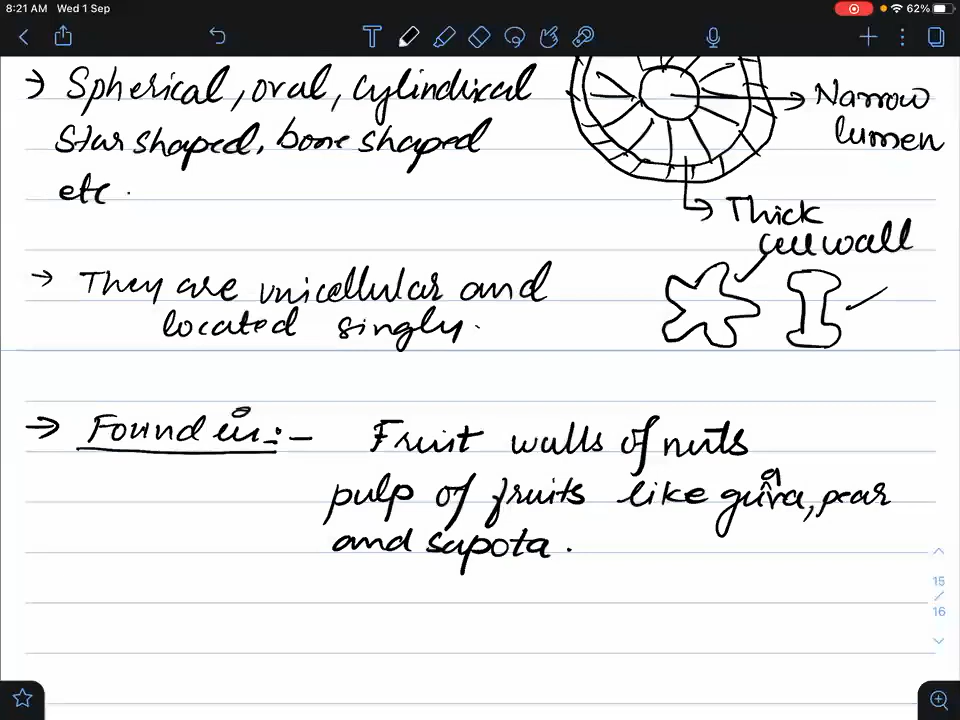 8:21 AM Wed 1 Sep
62%
→ Spherical, oral, cylindrical
Star shaped, bone shaped
etc.
Narrow
lumen
Thick
cell wall
→ They are unicellular and
located singly.
→ Found in:- Fruit walls of nuts
pulp of fruits like guava, pear
and sapota.
15
/
16